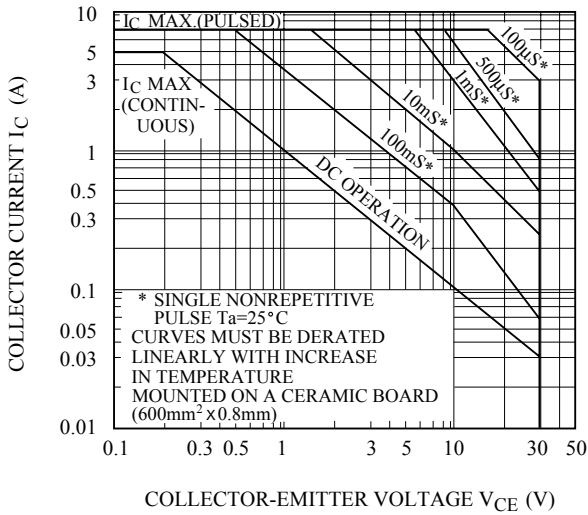 COLLECTOR CURRENT IC (A)
10
5
3
1
0.5
0.3
0.1
0.05
0.03
0.01
IC MAX.(PULSED)
IC MAX
(CONTIN-
UOUS)
100µS*
500µS*
1mS*
10mS*
100mS*
DC OPERATION
* SINGLE NONREPETITIVE
PULSE Ta=25°C
CURVES MUST BE DERATED
LINEARLY WITH INCREASE
IN TEMPERATURE
MOUNTED ON A CERAMIC BOARD
(600mm² x 0.8mm)
0.1 0.3 0.5 1 3 5 10 30 50
COLLECTOR-EMITTER VOLTAGE VCE (V)